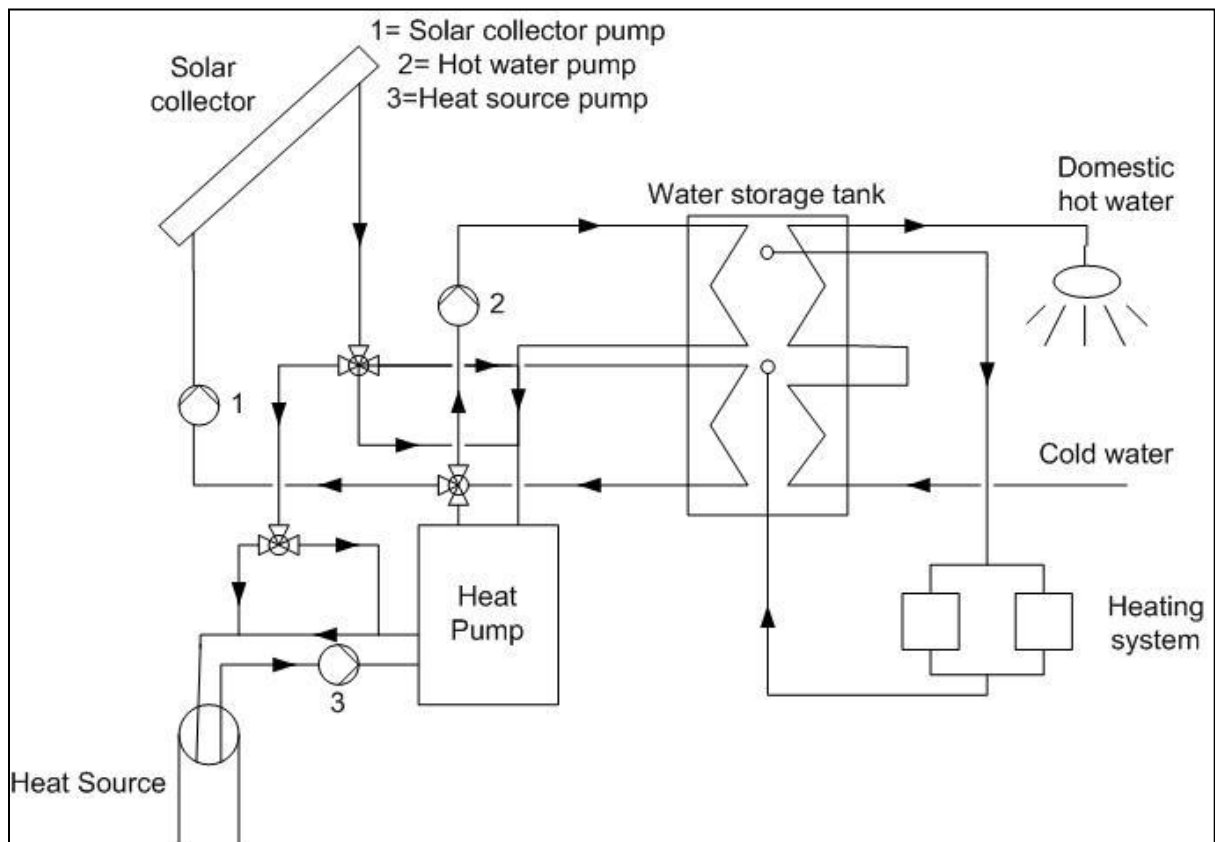 1= Solar collector pump
2= Hot water pump
3=Heat source pump
Solar
collector
Water storage tank
Domestic
hot water
2
1
Cold water
Heat
Pump
Heating
system
3
Heat Source